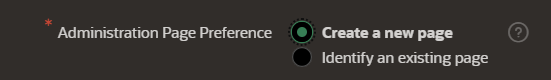 * Administration Page Preference Create a new page ?
Identify an existing page